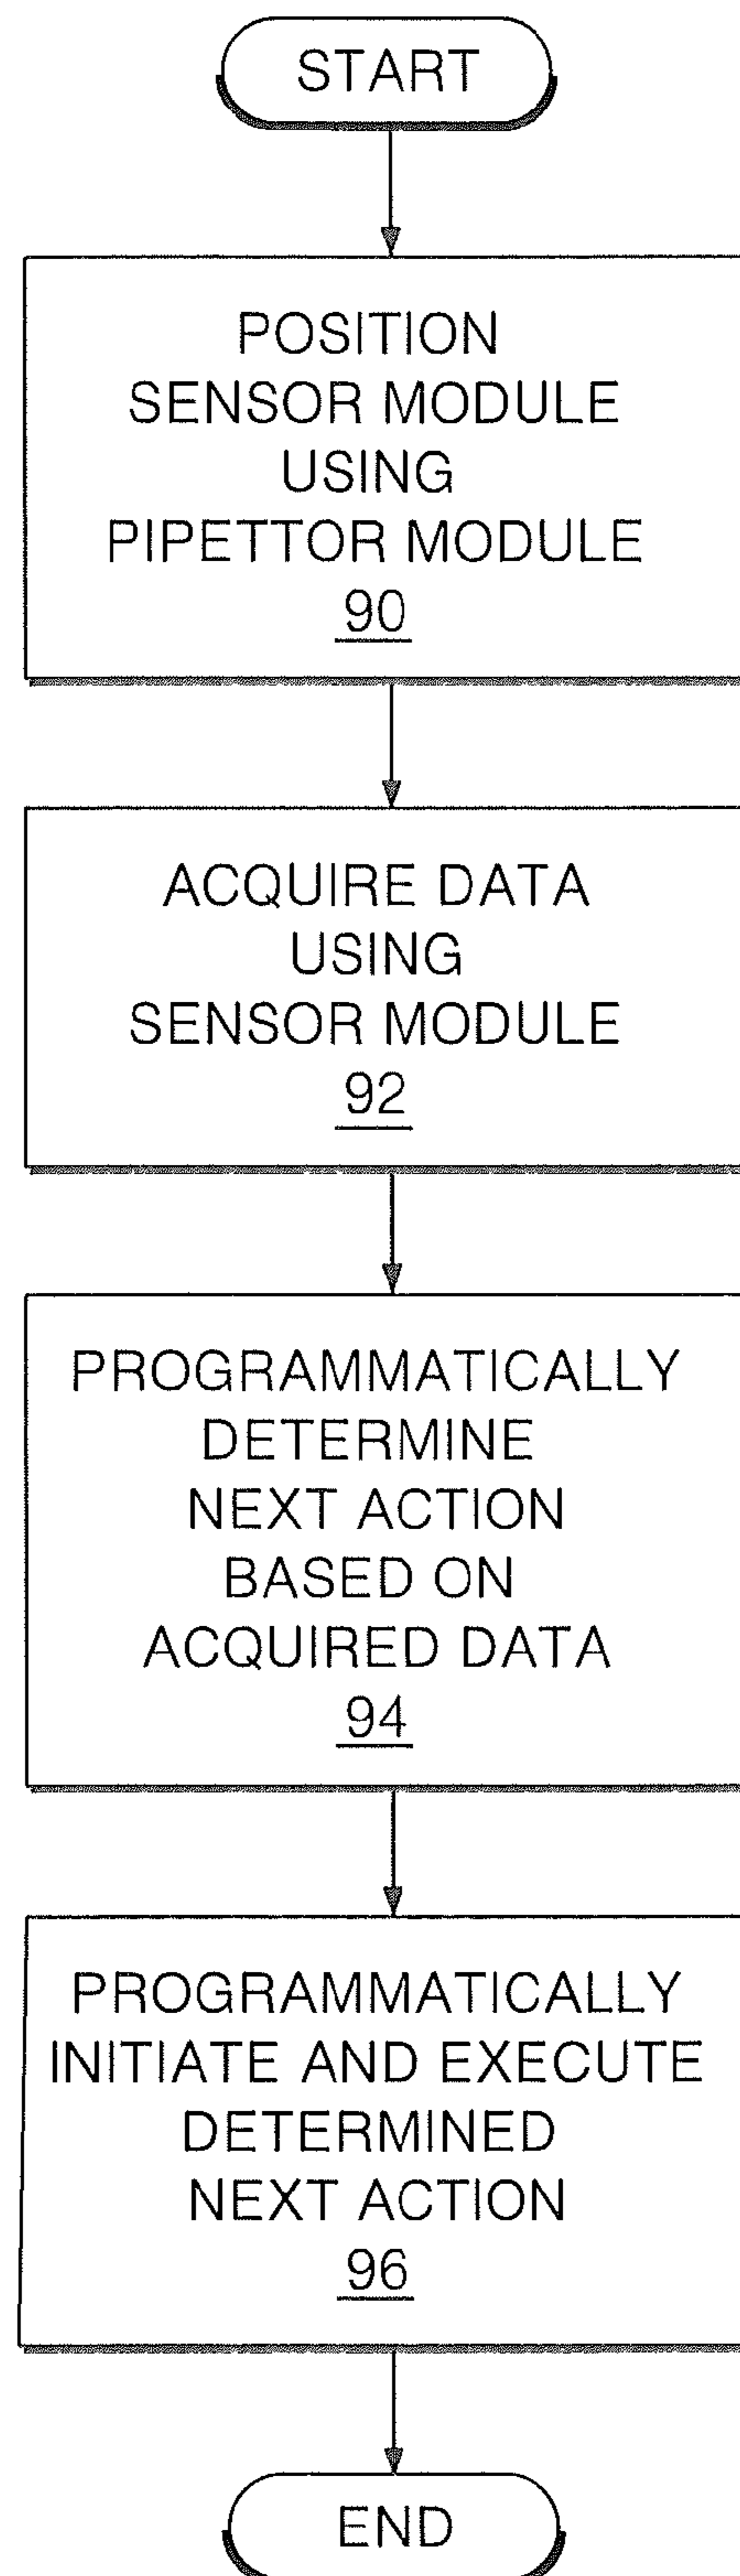 START
POSITION
SENSOR MODULE
USING
PIPETTOR MODULE
90
ACQUIRE DATA
USING
SENSOR MODULE
92
PROGRAMMATICALLY
DETERMINE
NEXT ACTION
BASED ON
ACQUIRED DATA
94
PROGRAMMATICALLY
INITIATE AND EXECUTE
DETERMINED
NEXT ACTION
96
END